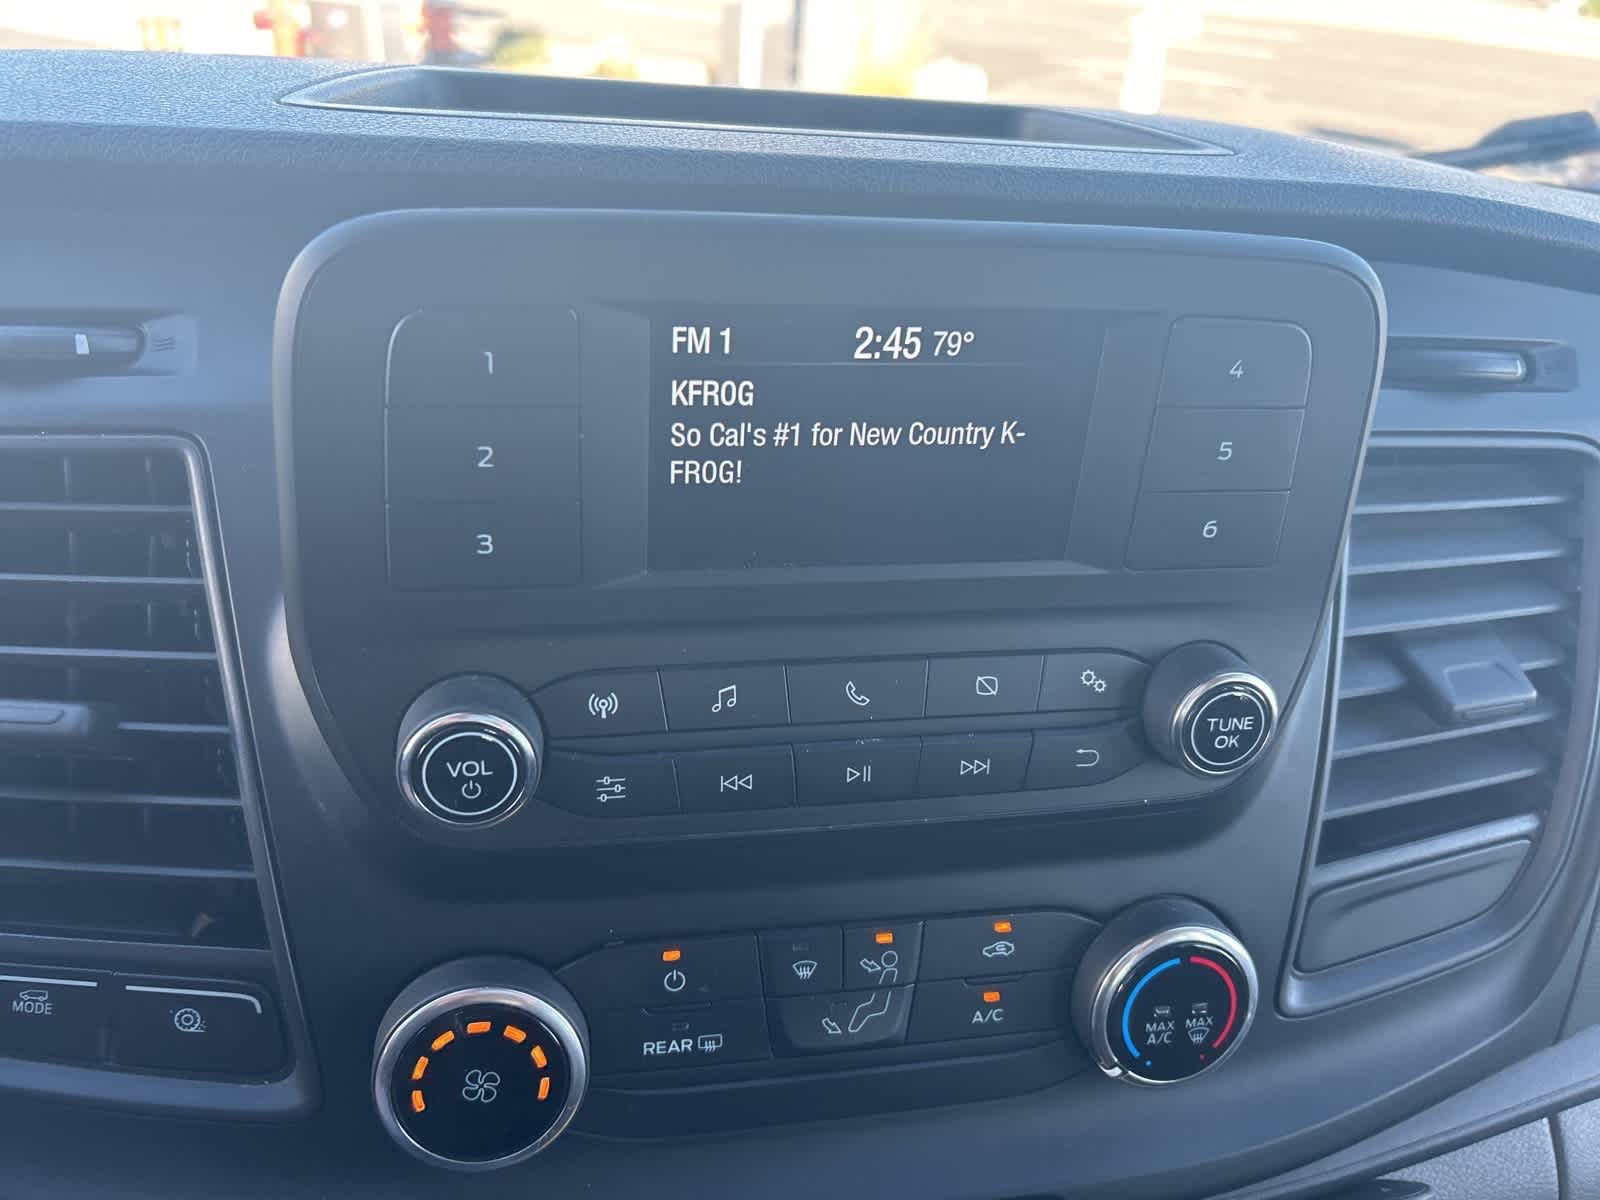 FM 1 2:45 79°
KFROG
So Cal's #1 for New Country K-
FROG!
1
2
3
4
5
6
VOL
TUNE
OK
MODE
REAR
A/C
MAX
A/C
MAX